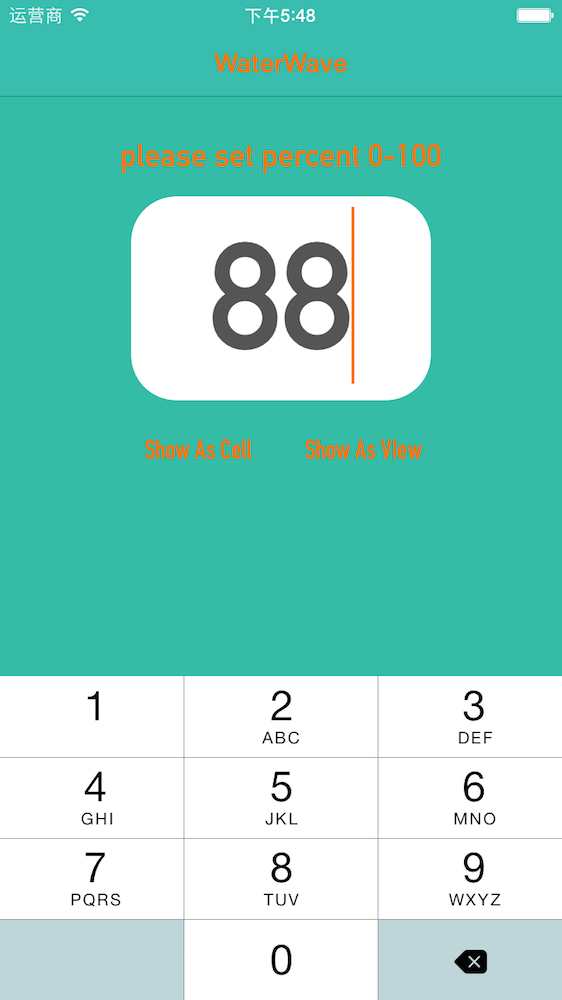 运营商 下午5:48
WaterWave
please set percent 0-100
88
Show As Cell Show As View
1 2 3
ABC DEF
4 5 6
GHI JKL MNO
7 8 9
PQRS TUV WXYZ
0